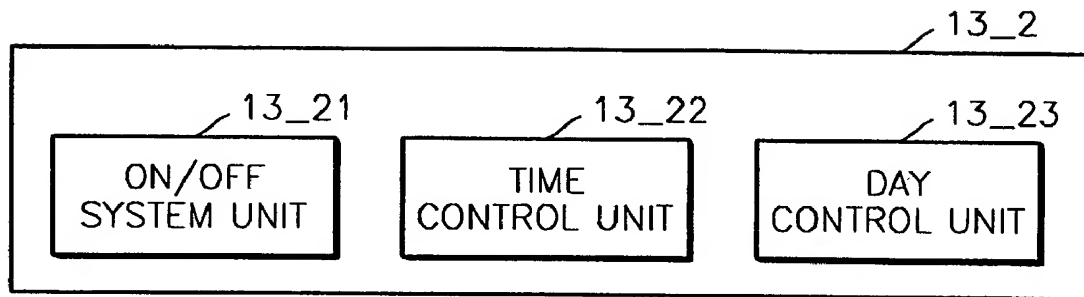 13_2
13_21
13_22
13_23
ON/OFF
SYSTEM UNIT
TIME
CONTROL UNIT
DAY
CONTROL UNIT